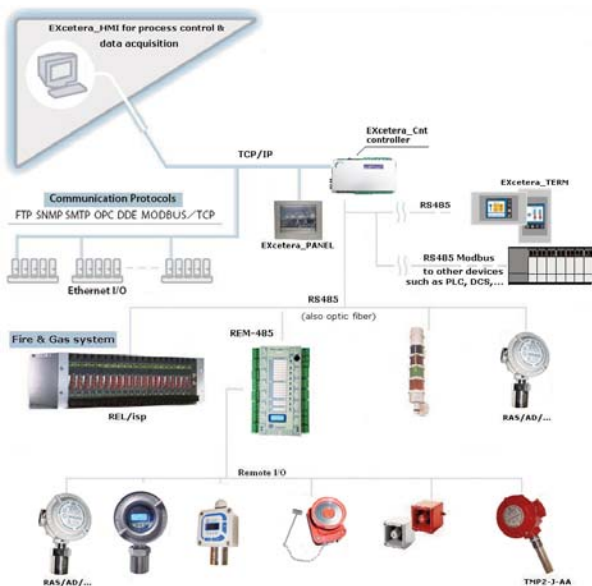 EXcetera_HMI for process control &
data acquisition
EXcetera_Cnt
controller
TCP/IP
Communication Protocols
FTP SNMP SMTP OPC DDE MODBUS/TCP
RS485
EXcetera_TERM
EXcetera_PANEL
RS485 Modbus
to other devices
such as PLC, DCS,...
Ethernet I/O
RS485
(also optic fiber)
Fire & Gas system
REM-485
REL/isp
RAS/AD/...
Remote I/O
RAS/AD/...
TMP2-J-AA